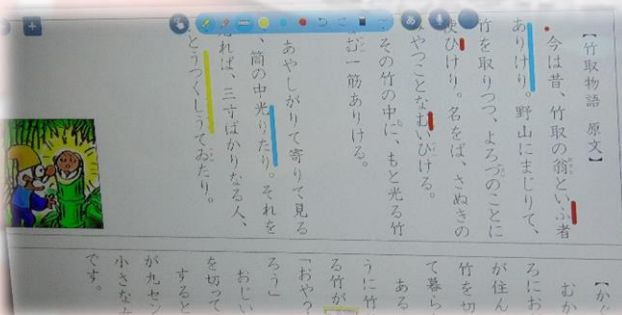 【竹取物語 原文】
今は昔、竹取の翁といふ者
ありけり。野山にまじりて、
竹を取りつつ、よろづのことに
使ひけり。名をば、さぬきの
やつことなむいひける。
その竹の中に、もと光る竹
む一筋ありける。
あやしがりて寄りて見る
、筒の中光りたり。それを
れば、三寸ばかりなる人、
とうつくしうてゐたり。
【かぐ
むか
ろにお
が住ん
竹を切
て暮ら
ある
うに竹
る竹が
「おや?
ろう」
おじい
を切って
すると
が九セン
小さな
です。
あ